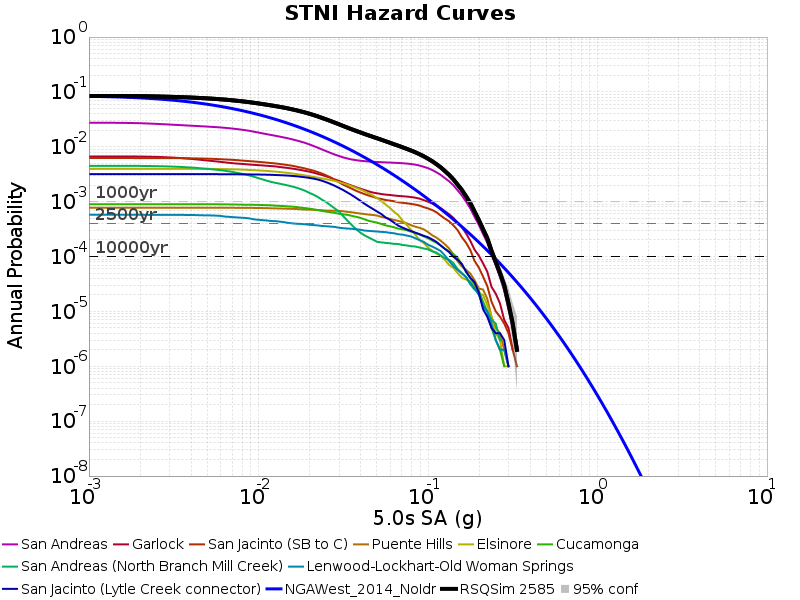 STNI Hazard Curves
10^0
10^-1
10^-2
10^-3
10^-4
10^-5
10^-6
10^-7
10^-8
Annual Probability
1000yr
2500yr
10000yr
10^-3 10^-2 10^-1 10^0 10^1
5.0s SA (g)
San Andreas Garlock San Jacinto (SB to C) Puente Hills Elsinore Cucamonga
San Andreas (North Branch Mill Creek) Lenwood-Lockhart-Old Woman Springs
San Jacinto (Lytle Creek connector) NGAWest_2014_NoIdr RSQSim 2585 95% conf